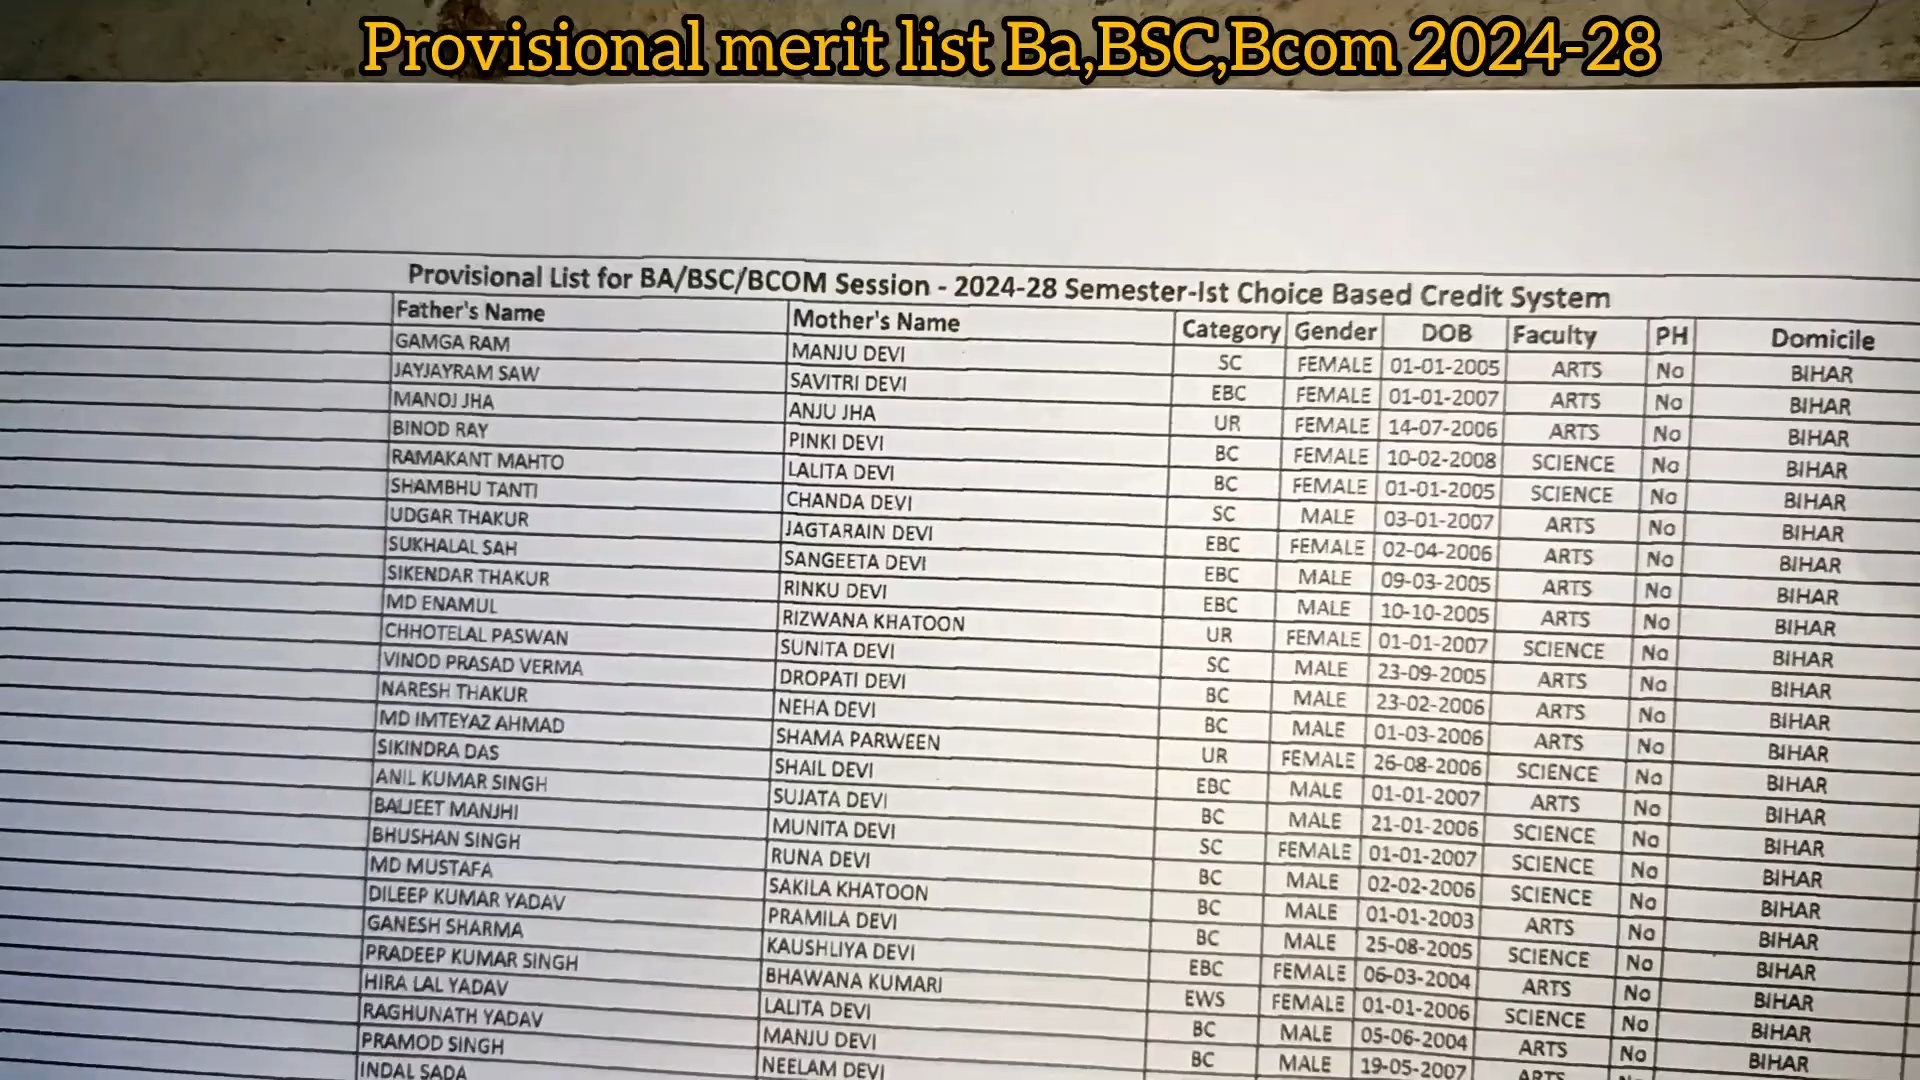 Provisional merit list Ba,BSC,Bcom 2024-28
Provisional List for BA/BSC/BCOM Session - 2024-28 Semester-Ist Choice Based Credit System
Father's Name Mother's Name Category Gender DOB Faculty PH Domicile
GAMGA RAM MANJU DEVI SC FEMALE 01-01-2005 ARTS No BIHAR
JAYJAYRAM SAW SAVITRI DEVI EBC FEMALE 01-01-2007 ARTS No BIHAR
MANOJ JHA ANJU JHA UR FEMALE 14-07-2006 ARTS No BIHAR
BINOD RAY PINKI DEVI BC FEMALE 10-02-2008 SCIENCE No BIHAR
RAMAKANT MAHTO LALITA DEVI BC FEMALE 01-01-2005 SCIENCE No BIHAR
SHAMBHU TANTI CHANDA DEVI SC MALE 03-01-2007 ARTS No BIHAR
UDGAR THAKUR JAGTARAIN DEVI EBC FEMALE 02-04-2006 ARTS No BIHAR
SUKHALAL SAH SANGEETA DEVI EBC MALE 09-03-2005 ARTS No BIHAR
SIKENDAR THAKUR RINKU DEVI EBC MALE 10-10-2005 ARTS No BIHAR
MD ENAMUL RIZWANA KHATOON UR FEMALE 01-01-2007 SCIENCE No BIHAR
CHHOTELAL PASWAN SUNITA DEVI SC MALE 23-09-2005 ARTS No BIHAR
VINOD PRASAD VERMA DROPATI DEVI BC MALE 23-02-2006 ARTS No BIHAR
NARESH THAKUR NEHA DEVI BC MALE 01-03-2006 ARTS No BIHAR
MD IMTEYAZ AHMAD SHAMA PARWEEN UR FEMALE 26-08-2006 SCIENCE No BIHAR
SIKINDRA DAS SHAIL DEVI EBC MALE 01-01-2007 ARTS No BIHAR
ANIL KUMAR SINGH SUJATA DEVI BC MALE 21-01-2006 SCIENCE No BIHAR
BALJEET MANJHI MUNITA DEVI SC FEMALE 01-01-2007 SCIENCE No BIHAR
BHUSHAN SINGH RUNA DEVI BC MALE 02-02-2006 SCIENCE No BIHAR
MD MUSTAFA SAKILA KHATOON BC MALE 01-01-2003 ARTS No BIHAR
DILEEP KUMAR YADAV PRAMILA DEVI BC MALE 25-08-2005 SCIENCE No BIHAR
GANESH SHARMA KAUSHLIYA DEVI EBC FEMALE 06-03-2004 ARTS No BIHAR
PRADEEP KUMAR SINGH BHAWANA KUMARI EWS FEMALE 01-01-2006 SCIENCE No BIHAR
HIRA LAL YADAV LALITA DEVI BC MALE 05-06-2004 ARTS No BIHAR
RAGHUNATH YADAV MANJU DEVI BC MALE 19-05-2007 ARTS
PRAMOD SINGH NEELAM DEVI
INDAL SADA